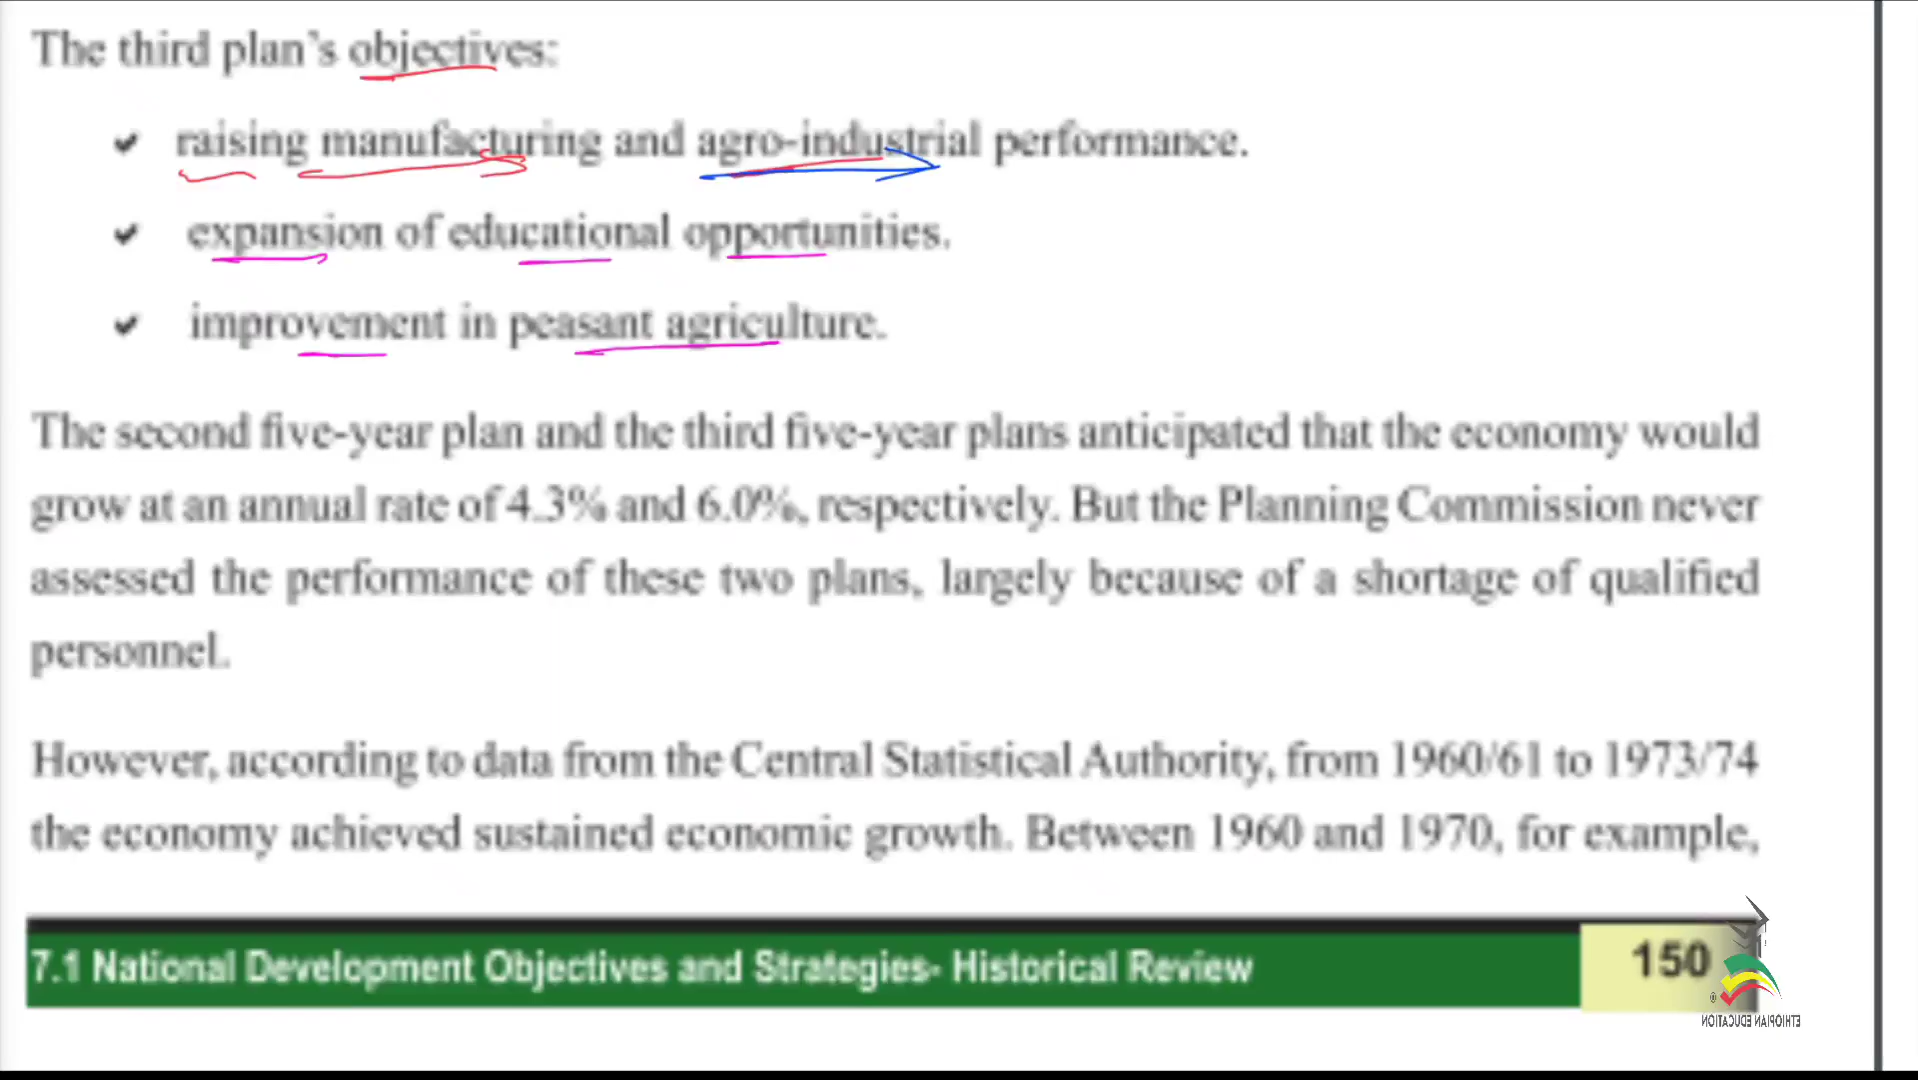 The third plan’s objectives:
raising manufacturing and agro-industrial performance.
expansion of educational opportunities.
improvement in peasant agriculture.
The second five-year plan and the third five-year plans anticipated that the economy would
grow at an annual rate of 4.3% and 6.0%, respectively. But the Planning Commission never
assessed the performance of these two plans, largely because of a shortage of qualified
personnel.
However, according to data from the Central Statistical Authority, from 1960/61 to 1973/74
the economy achieved sustained economic growth. Between 1960 and 1970, for example,
7.1 National Development Objectives and Strategies- Historical Review
150
®
ETHIOPIAN EDUCATION